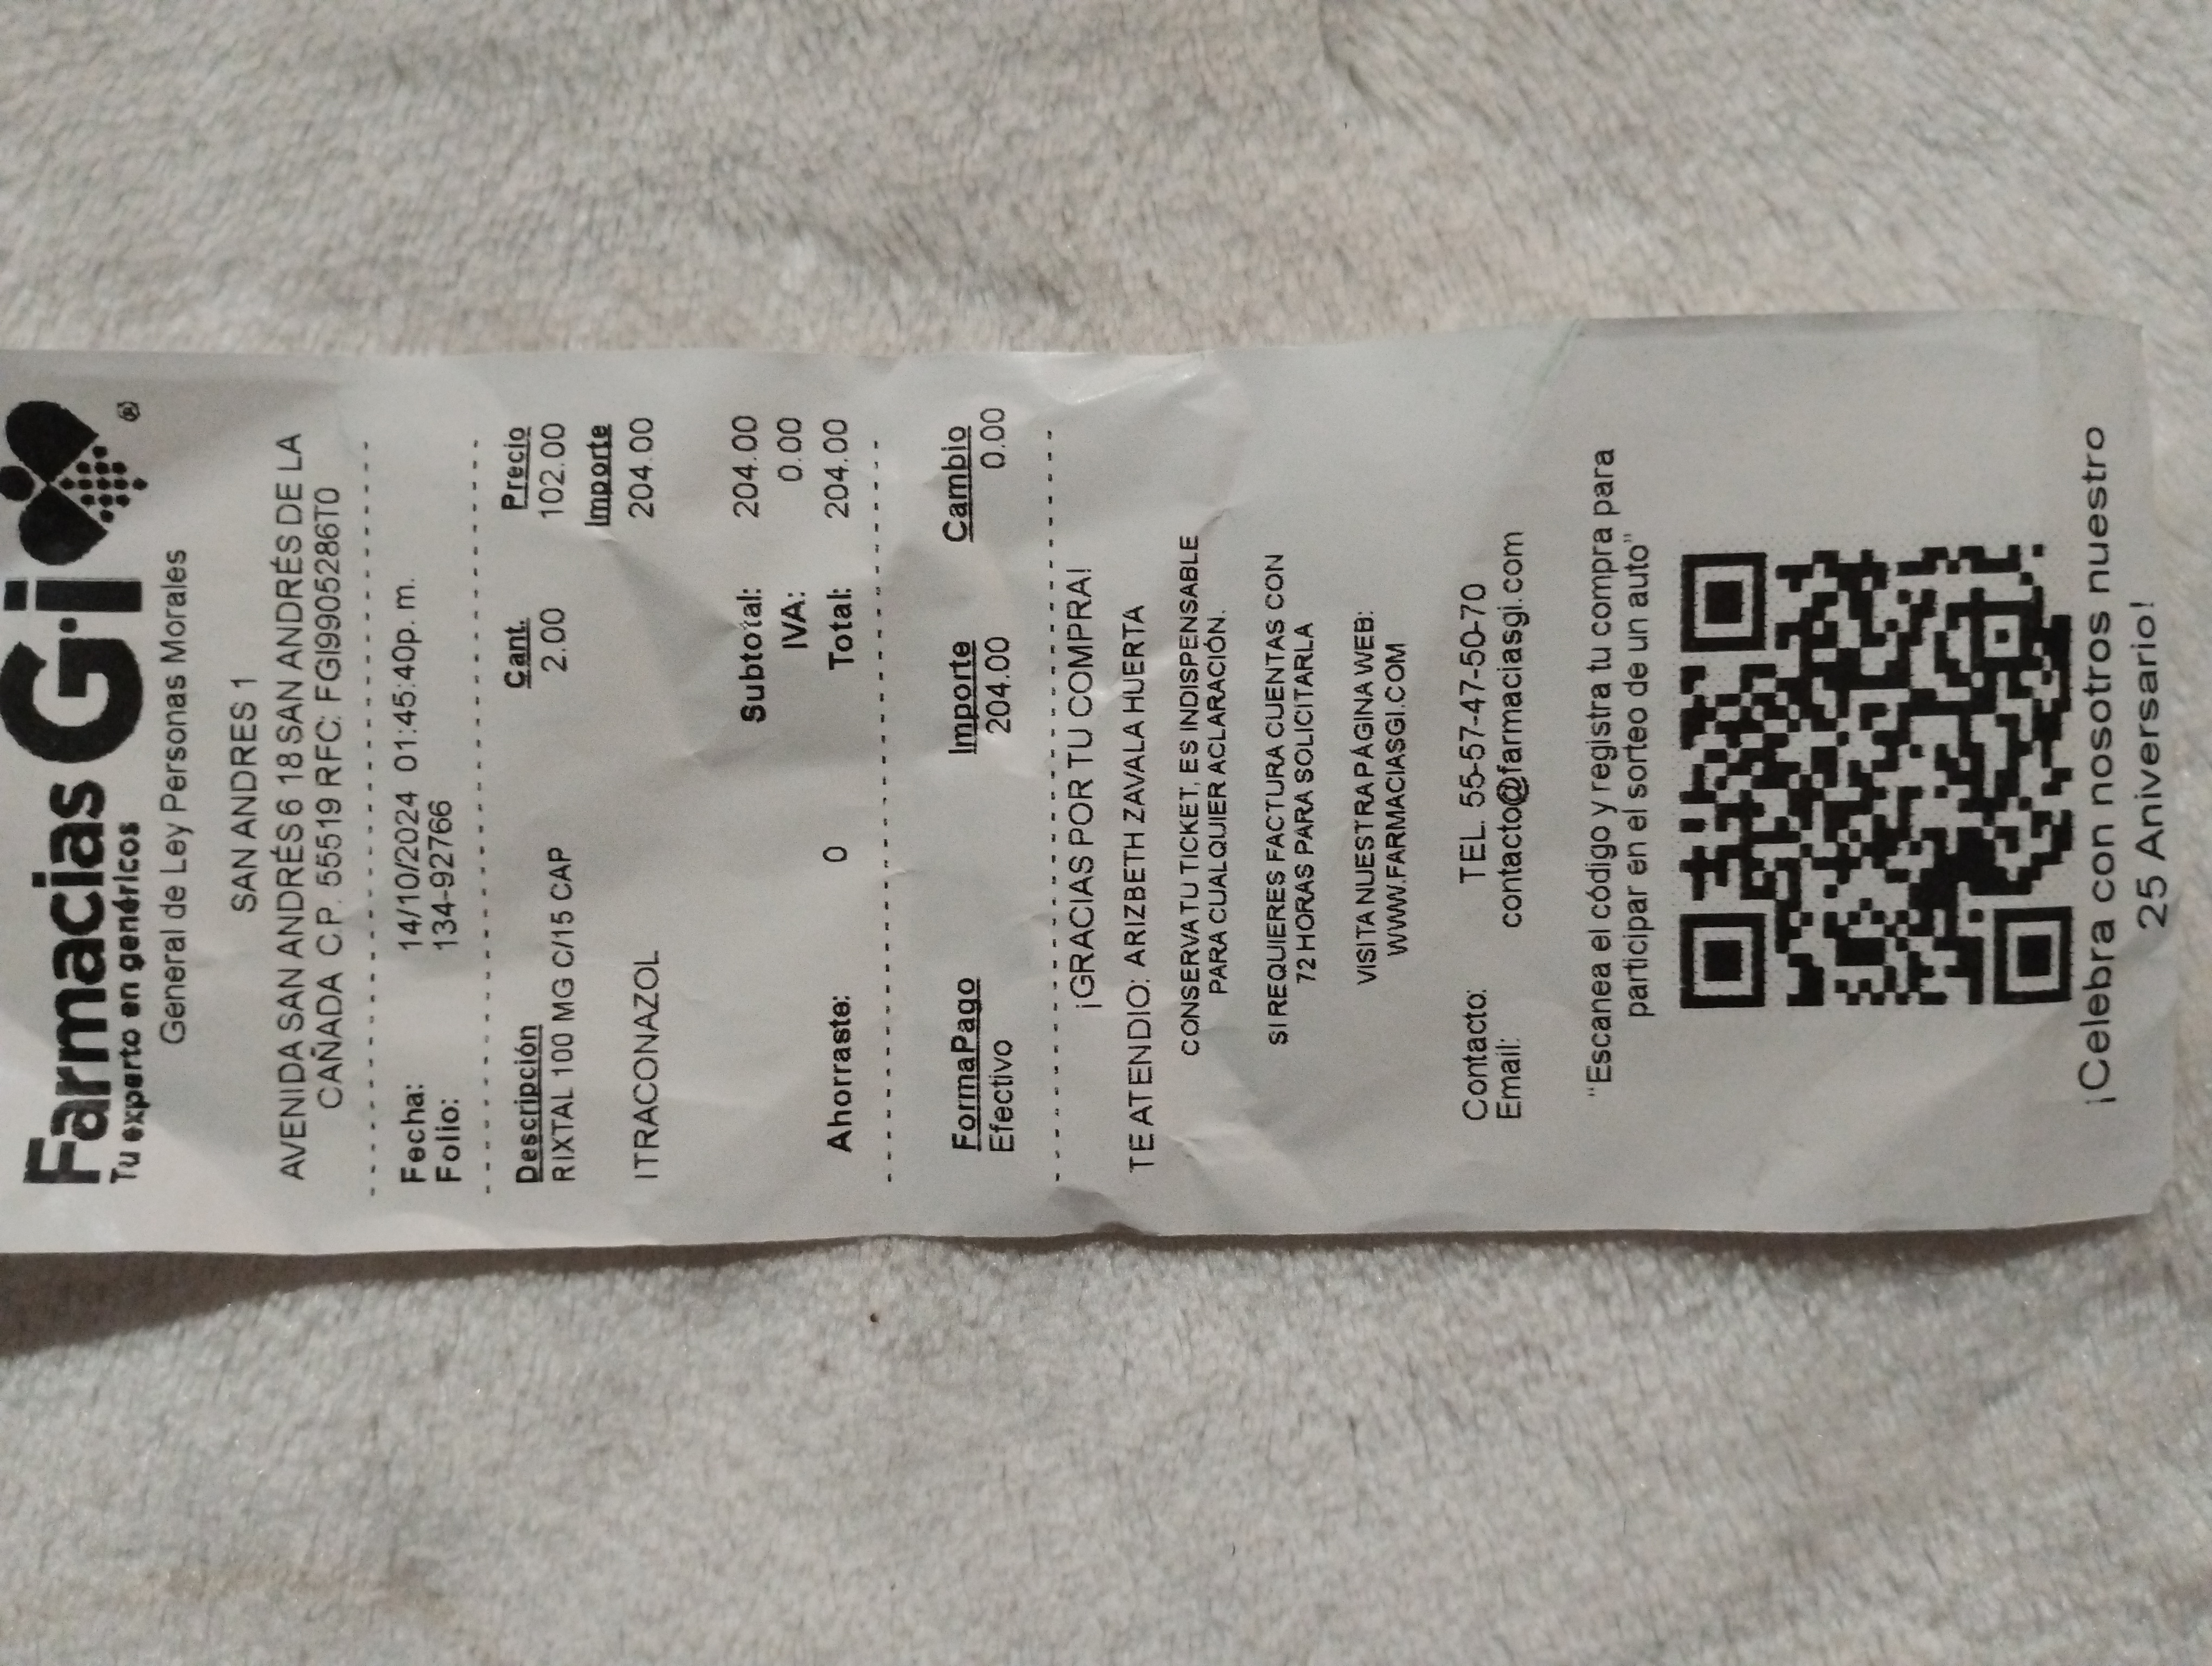 Farmacias Gi ®
Tu experto en genéricos
General de Ley Personas Morales
SAN ANDRES 1
AVENIDA SAN ANDRÉS 6 18 SAN ANDRÉS DE LA
CAÑADA C.P. 55519 RFC: FGI9905286T0
Fecha: 14/10/2024 01:45:40p. m.
Folio: 134-92766
Descripción Cant. Precio
RIXTAL 100 MG C/15 CAP 2.00 102.00
Importe
ITRACONAZOL 204.00
Subtotal: 204.00
IVA: 0.00
Ahorraste: 0 Total: 204.00
FormaPago Importe Cambio
Efectivo 204.00 0.00
¡GRACIAS POR TU COMPRA!
TE ATENDIO: ARIZBETH ZAVALA HUERTA
CONSERVA TU TICKET, ES INDISPENSABLE
PARA CUALQUIER ACLARACIÓN.
SI REQUIERES FACTURA CUENTAS CON
72 HORAS PARA SOLICITARLA
VISITA NUESTRA PÁGINA WEB:
WWW.FARMACIASGI.COM
Contacto: TEL. 55-57-47-50-70
Email: contacto@farmaciasgi.com
"Escanea el código y registra tu compra para
participar en el sorteo de un auto"
¡Celebra con nosotros nuestro
25 Aniversario!